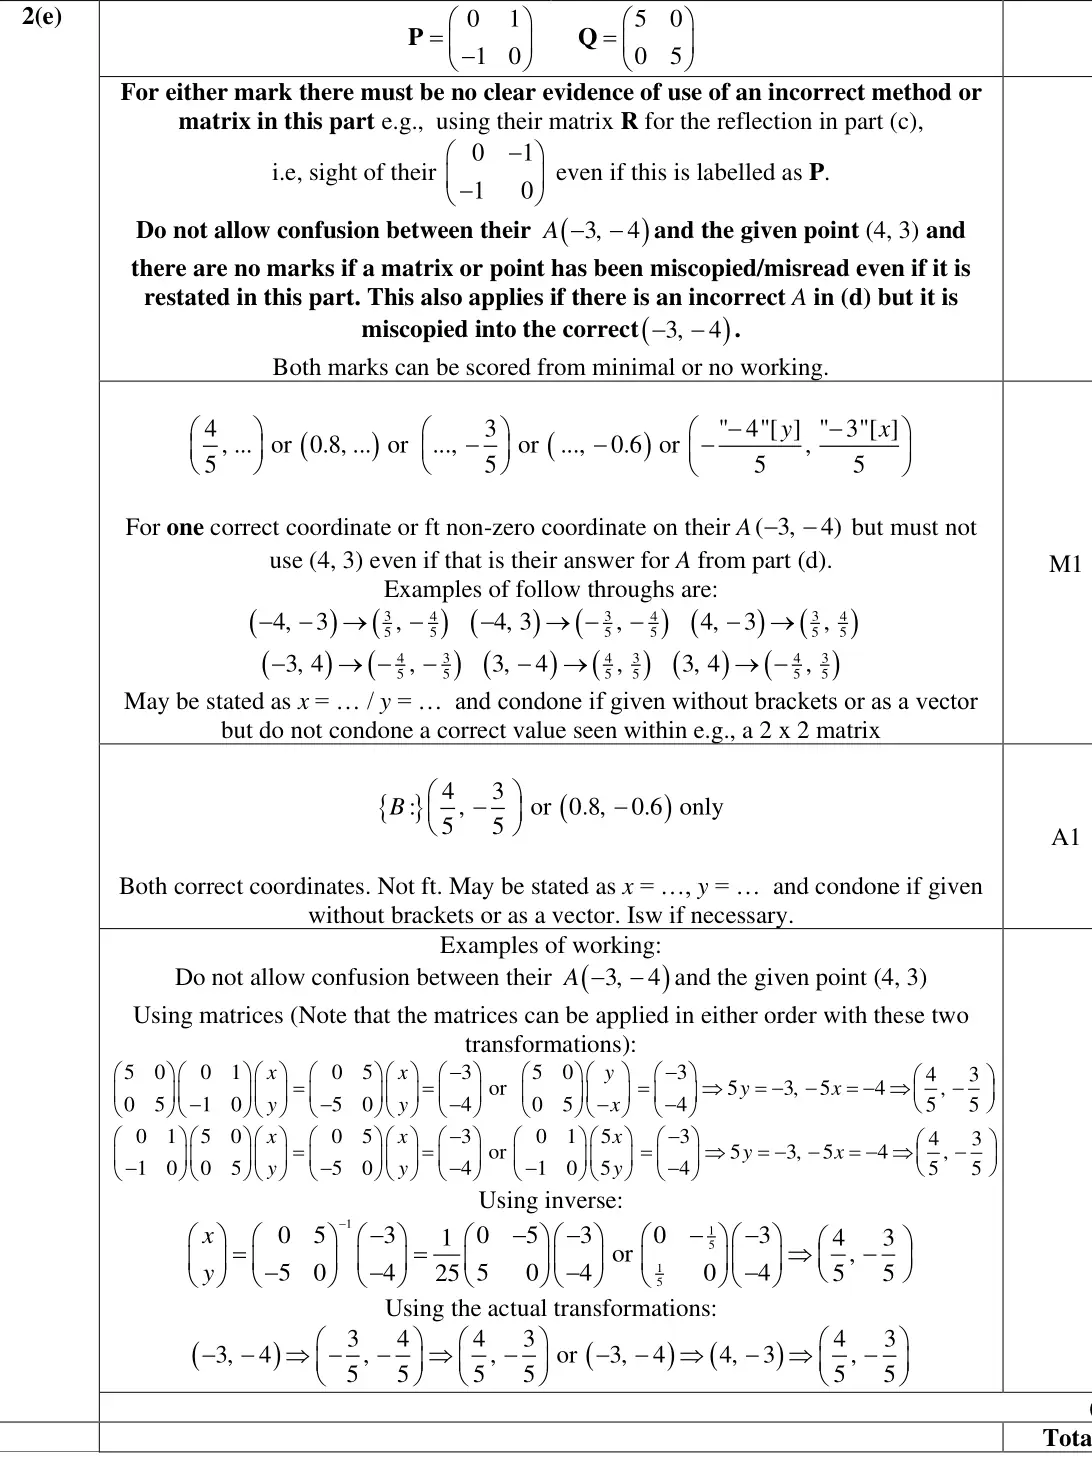 2(e)
P = ( 0 1 ; −1 0 ) Q = ( 5 0 ; 0 5 )
For either mark there must be no clear evidence of use of an incorrect method or
matrix in this part e.g., using their matrix R for the reflection in part (c),
i.e, sight of their ( 0 −1 ; −1 0 ) even if this is labelled as P.
Do not allow confusion between their A(−3, −4) and the given point (4, 3) and
there are no marks if a matrix or point has been miscopied/misread even if it is
restated in this part. This also applies if there is an incorrect A in (d) but it is
miscopied into the correct (−3, −4).
Both marks can be scored from minimal or no working.
(4/5, ...) or (0.8, ...) or (..., −3/5) or (..., −0.6) or (−"−4"[y]/5, "−3"[x]/5)
For one correct coordinate or ft non-zero coordinate on their A (−3, −4) but must not
use (4, 3) even if that is their answer for A from part (d).
M1
Examples of follow throughs are:
(−4, −3) → (3/5, −4/5) (−4, 3) → (−3/5, −4/5) (4, −3) → (3/5, 4/5)
(−3, 4) → (−4/5, −3/5) (3, −4) → (4/5, 3/5) (3, 4) → (−4/5, 3/5)
May be stated as x = … / y = … and condone if given without brackets or as a vector
but do not condone a correct value seen within e.g., a 2 x 2 matrix
{B:} (4/5, −3/5) or (0.8, −0.6) only
A1
Both correct coordinates. Not ft. May be stated as x = …, y = … and condone if given
without brackets or as a vector. Isw if necessary.
Examples of working:
Do not allow confusion between their A(−3, −4) and the given point (4, 3)
Using matrices (Note that the matrices can be applied in either order with these two
transformations):
( 5 0 ; 0 5 )( 0 1 ; −1 0 )( x ; y ) = ( 0 5 ; −5 0 )( x ; y ) = ( −3 ; −4 ) or ( 5 0 ; 0 5 )( y ; −x ) = ( −3 ; −4 ) ⇒ 5y = −3, −5x = −4 ⇒ (4/5, −3/5)
( 0 1 ; −1 0 )( 5 0 ; 0 5 )( x ; y ) = ( 0 5 ; −5 0 )( x ; y ) = ( −3 ; −4 ) or ( 0 1 ; −1 0 )( 5x ; 5y ) = ( −3 ; −4 ) ⇒ 5y = −3, −5x = −4 ⇒ (4/5, −3/5)
Using inverse:
( x ; y ) = ( 0 5 ; −5 0 )⁻¹ ( −3 ; −4 ) = 1/25 ( 0 −5 ; 5 0 )( −3 ; −4 ) or ( 0 −1/5 ; 1/5 0 )( −3 ; −4 ) ⇒ (4/5, −3/5)
Using the actual transformations:
(−3, −4) ⇒ (−3/5, −4/5) ⇒ (4/5, −3/5) or (−3, −4) ⇒ (4, −3) ⇒ (4/5, −3/5)
(
Tota